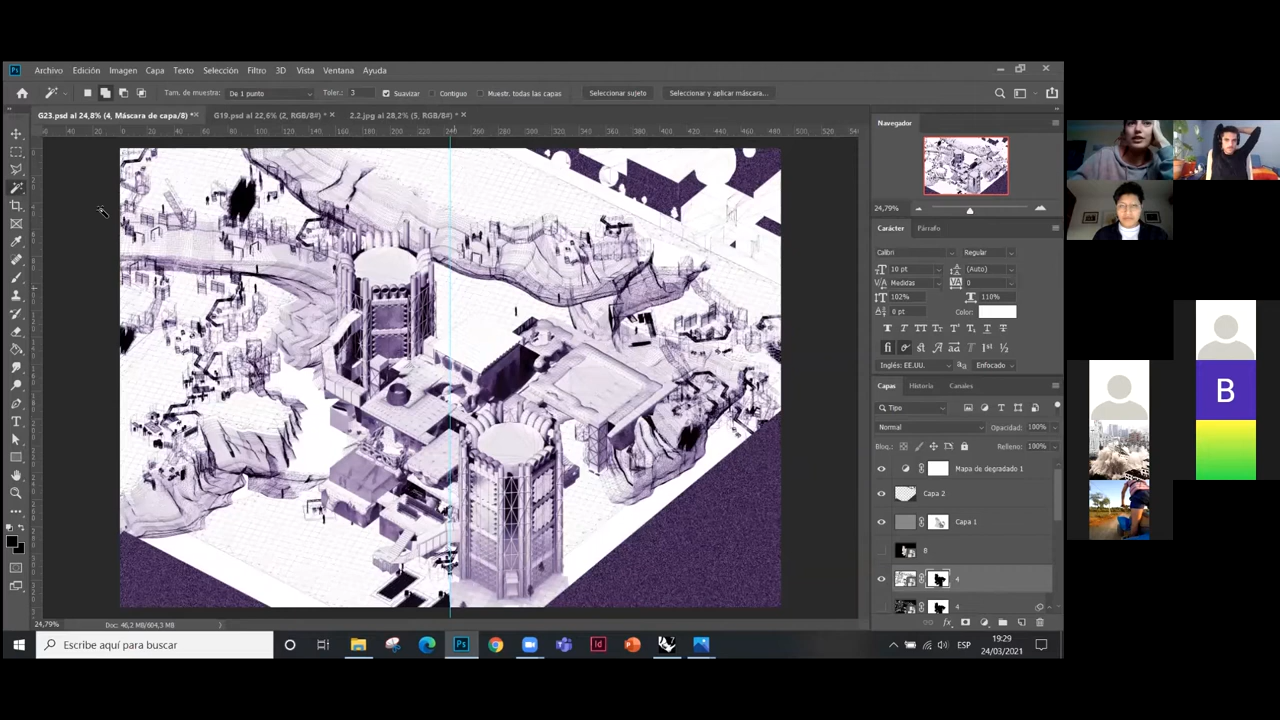 Ps Archivo Edición Imagen Capa Texto Selección Filtro 3D Vista Ventana Ayuda
Tam. de muestra: De 1 punto Toler.: 3 Suavizar Contiguo Muestr. todas las capas Seleccionar sujeto Seleccionar y aplicar máscara...
G23.psd al 24,8% (4, Máscara de capa/8) * G19.psd al 22,6% (2, RGB/8#) * 2.2.jpg al 28,2% (5, RGB/8#) *
Navegador
24,79%
Carácter Párrafo
Calibri Regular
10 pt (Auto)
Medidas 0
102% 110%
0 pt Color:
Inglés: EE.UU. Enfocado
Capas Historia Canales
Tipo
Normal Opacidad: 100%
Bloq.: Relleno: 100%
Mapa de degradado 1
Capa 2
Capa 1
8
4
4
24,79% Doc: 46,2 MB/604,3 MB
Escribe aquí para buscar
ESP
19:29
24/03/2021
B